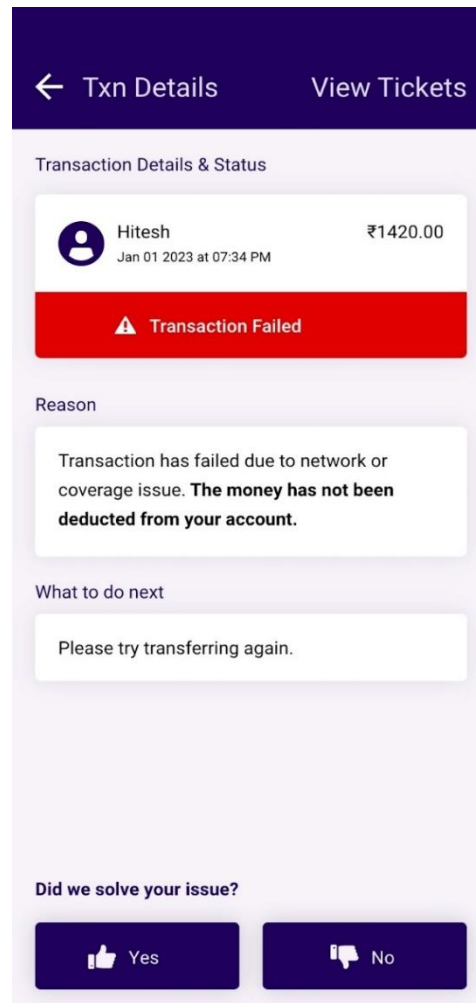 Txn Details View Tickets
Transaction Details & Status
Hitesh ₹1420.00
Jan 01 2023 at 07:34 PM
Transaction Failed
Reason
Transaction has failed due to network or
coverage issue. The money has not been
deducted from your account.
What to do next
Please try transferring again.
Did we solve your issue?
Yes No